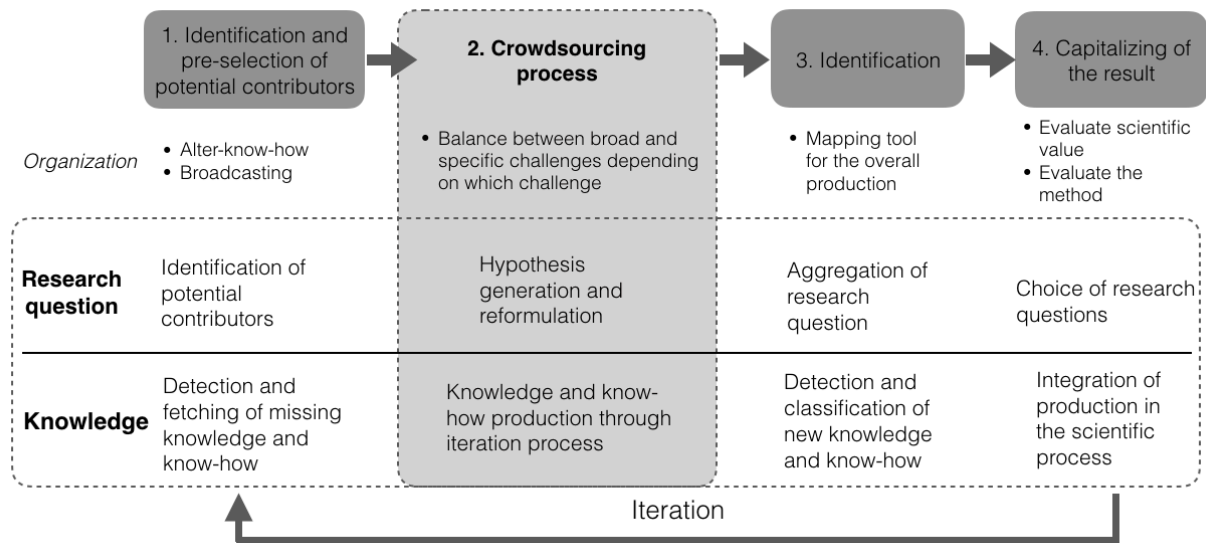 1. Identification and
pre-selection of
potential contributors
2. Crowdsourcing
process
3. Identification
4. Capitalizing of
the result
Organization
• Alter-know-how
• Broadcasting
• Balance between broad and
specific challenges depending
on which challenge
• Mapping tool
for the overall
production
• Evaluate scientific
value
• Evaluate the
method
Research
question
Identification of
potential
contributors
Hypothesis
generation and
reformulation
Aggregation of
research
question
Choice of research
questions
Knowledge
Detection and
fetching of missing
knowledge and
know-how
Knowledge and know-
how production through
iteration process
Detection and
classification of
new knowledge
and know-how
Integration of
production in
the scientific
process
Iteration